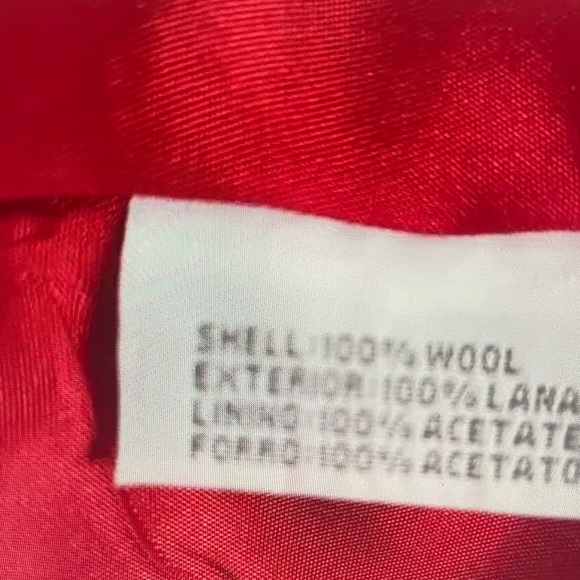 SHELL:100% WOOL
EXTERIOR:100% LANA
LINING:100% ACETATE
FORRO:100% ACETATO